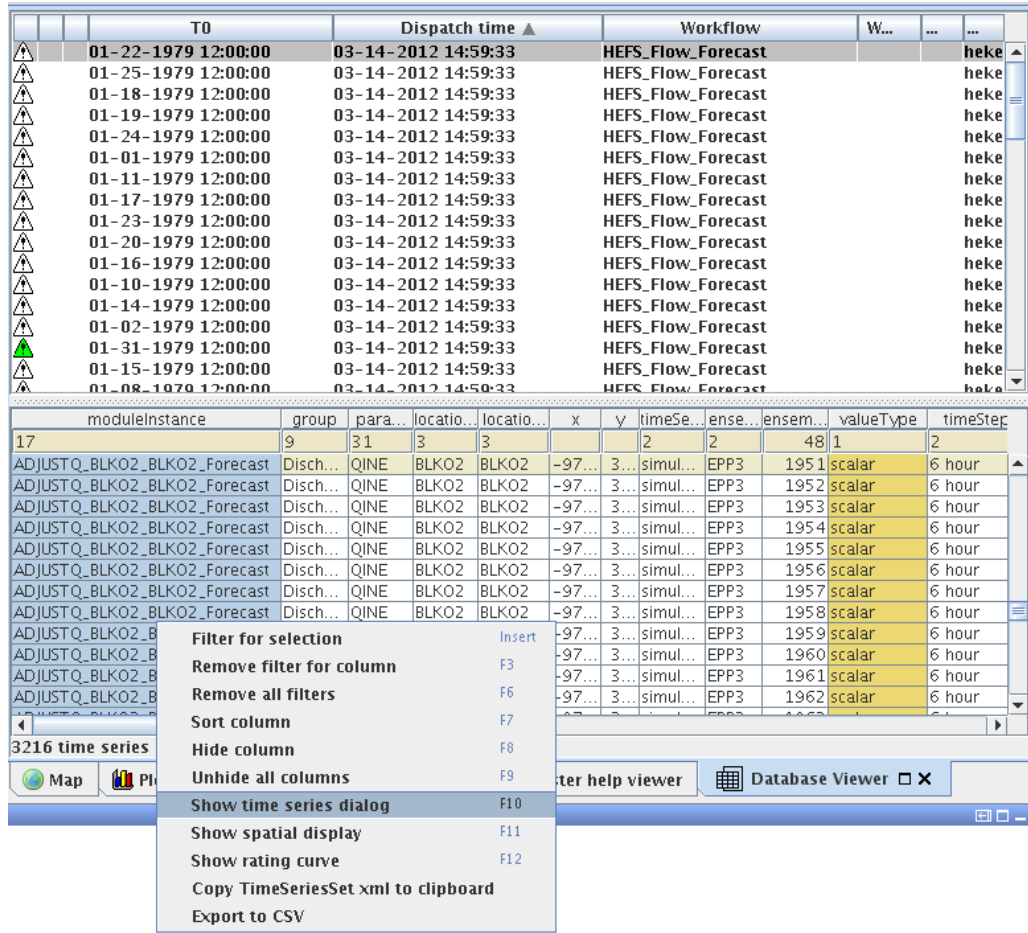 T0 Dispatch time Workflow W... ... ...
01-22-1979 12:00:00 03-14-2012 14:59:33 HEFS_Flow_Forecast heke
01-25-1979 12:00:00 03-14-2012 14:59:33 HEFS_Flow_Forecast heke
01-18-1979 12:00:00 03-14-2012 14:59:33 HEFS_Flow_Forecast heke
01-19-1979 12:00:00 03-14-2012 14:59:33 HEFS_Flow_Forecast heke
01-24-1979 12:00:00 03-14-2012 14:59:33 HEFS_Flow_Forecast heke
01-01-1979 12:00:00 03-14-2012 14:59:33 HEFS_Flow_Forecast heke
01-11-1979 12:00:00 03-14-2012 14:59:33 HEFS_Flow_Forecast heke
01-17-1979 12:00:00 03-14-2012 14:59:33 HEFS_Flow_Forecast heke
01-23-1979 12:00:00 03-14-2012 14:59:33 HEFS_Flow_Forecast heke
01-20-1979 12:00:00 03-14-2012 14:59:33 HEFS_Flow_Forecast heke
01-16-1979 12:00:00 03-14-2012 14:59:33 HEFS_Flow_Forecast heke
01-10-1979 12:00:00 03-14-2012 14:59:33 HEFS_Flow_Forecast heke
01-14-1979 12:00:00 03-14-2012 14:59:33 HEFS_Flow_Forecast heke
01-02-1979 12:00:00 03-14-2012 14:59:33 HEFS_Flow_Forecast heke
01-31-1979 12:00:00 03-14-2012 14:59:33 HEFS_Flow_Forecast heke
01-15-1979 12:00:00 03-14-2012 14:59:33 HEFS_Flow_Forecast heke
01-08-1979 12:00:00 03-14-2012 14:59:33 HEFS_Flow_Forecast heke
moduleInstance group para... locatio... locatio... x y timeSe... ense... ensem... valueType timeStep
17 9 31 3 3 2 2 48 1 2
ADJUSTQ_BLKO2_BLKO2_Forecast Disch... QINE BLKO2 BLKO2 -97... 3... simul... EPP3 1951 scalar 6 hour
ADJUSTQ_BLKO2_BLKO2_Forecast Disch... QINE BLKO2 BLKO2 -97... 3... simul... EPP3 1952 scalar 6 hour
ADJUSTQ_BLKO2_BLKO2_Forecast Disch... QINE BLKO2 BLKO2 -97... 3... simul... EPP3 1953 scalar 6 hour
ADJUSTQ_BLKO2_BLKO2_Forecast Disch... QINE BLKO2 BLKO2 -97... 3... simul... EPP3 1954 scalar 6 hour
ADJUSTQ_BLKO2_BLKO2_Forecast Disch... QINE BLKO2 BLKO2 -97... 3... simul... EPP3 1955 scalar 6 hour
ADJUSTQ_BLKO2_BLKO2_Forecast Disch... QINE BLKO2 BLKO2 -97... 3... simul... EPP3 1956 scalar 6 hour
ADJUSTQ_BLKO2_BLKO2_Forecast Disch... QINE BLKO2 BLKO2 -97... 3... simul... EPP3 1957 scalar 6 hour
ADJUSTQ_BLKO2_BLKO2_Forecast Disch... QINE BLKO2 BLKO2 -97... 3... simul... EPP3 1958 scalar 6 hour
ADJUSTQ_BLKO2_B -97... 3... simul... EPP3 1959 scalar 6 hour
ADJUSTQ_BLKO2_B -97... 3... simul... EPP3 1960 scalar 6 hour
ADJUSTQ_BLKO2_B -97... 3... simul... EPP3 1961 scalar 6 hour
ADJUSTQ_BLKO2_B -97... 3... simul... EPP3 1962 scalar 6 hour
3216 time series
Filter for selection Insert
Remove filter for column F3
Remove all filters F6
Sort column F7
Hide column F8
Unhide all columns F9
Show time series dialog F10
Show spatial display F11
Show rating curve F12
Copy TimeSeriesSet xml to clipboard
Export to CSV
Map Pl ter help viewer Database Viewer